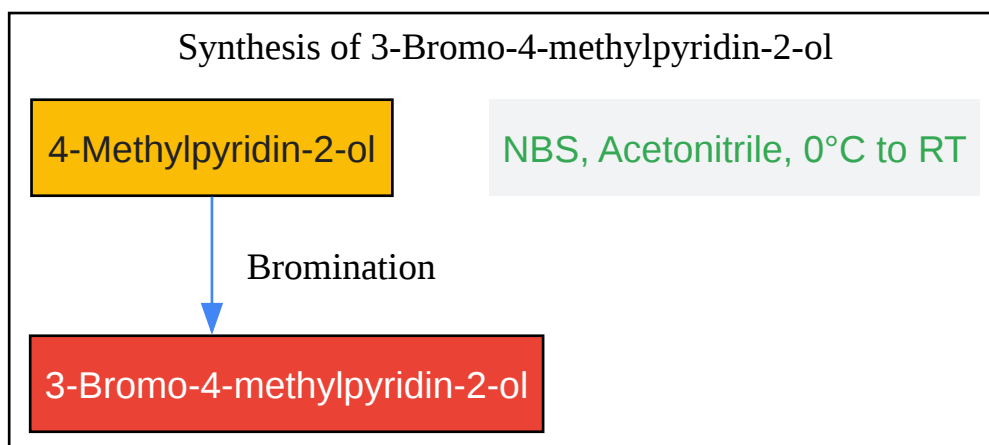 Synthesis of 3-Bromo-4-methylpyridin-2-ol
4-Methylpyridin-2-ol
NBS, Acetonitrile, 0°C to RT
Bromination
3-Bromo-4-methylpyridin-2-ol